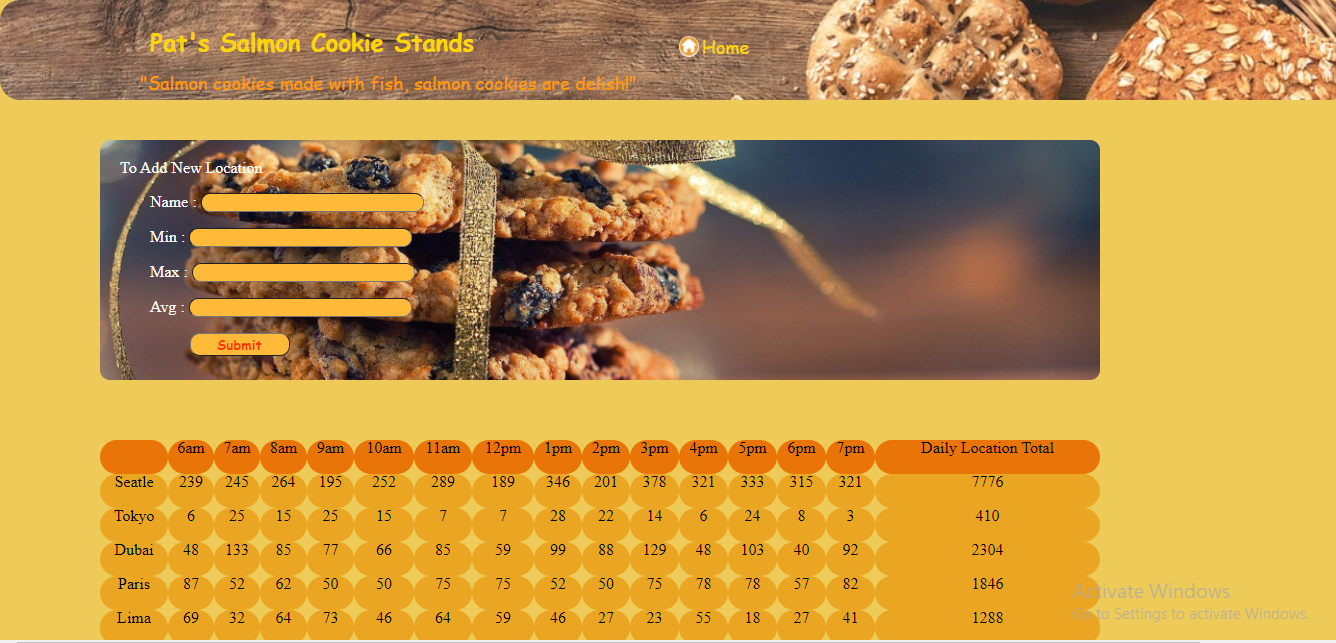 Pat's Salmon Cookie Stands
Home
"Salmon cookies made with fish, salmon cookies are delish!"
To Add New Location
Name :
Min :
Max :
Avg :
Submit
6am 7am 8am 9am 10am 11am 12pm 1pm 2pm 3pm 4pm 5pm 6pm 7pm Daily Location Total
Seatle 239 245 264 195 252 289 189 346 201 378 321 333 315 321 7776
Tokyo 6 25 15 25 15 7 7 28 22 14 6 24 8 3 410
Dubai 48 133 85 77 66 85 59 99 88 129 48 103 40 92 2304
Paris 87 52 62 50 50 75 75 52 50 75 78 78 57 82 1846
Lima 69 32 64 73 46 64 59 46 27 23 55 18 27 41 1288
Activate Windows
Go to Settings to activate Windows.